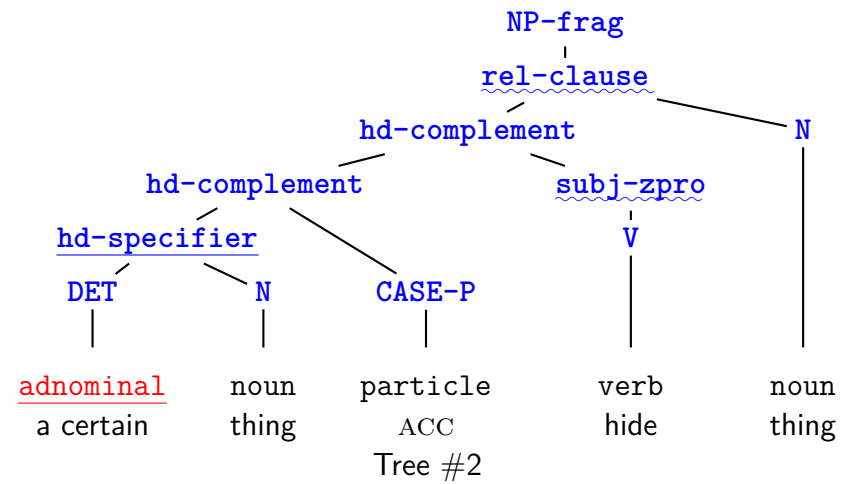 NP-frag
rel-clause
hd-complement N
hd-complement subj-zpro
hd-specifier V
DET N CASE-P
adnominal noun particle verb noun
a certain thing ACC hide thing
Tree #2